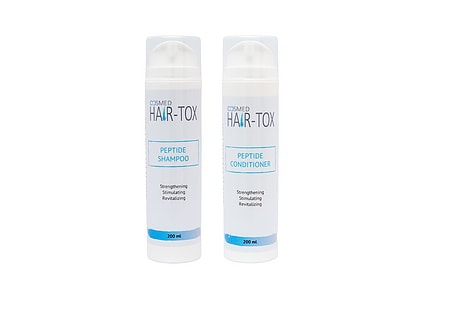 COSMED
HAIR-TOX
PEPTIDE
SHAMPOO
Strengthening
Stimulating
Revitalizing
200 ml
COSMED
HAIR-TOX
PEPTIDE
CONDITIONER
Strengthening
Stimulating
Revitalizing
200 ml